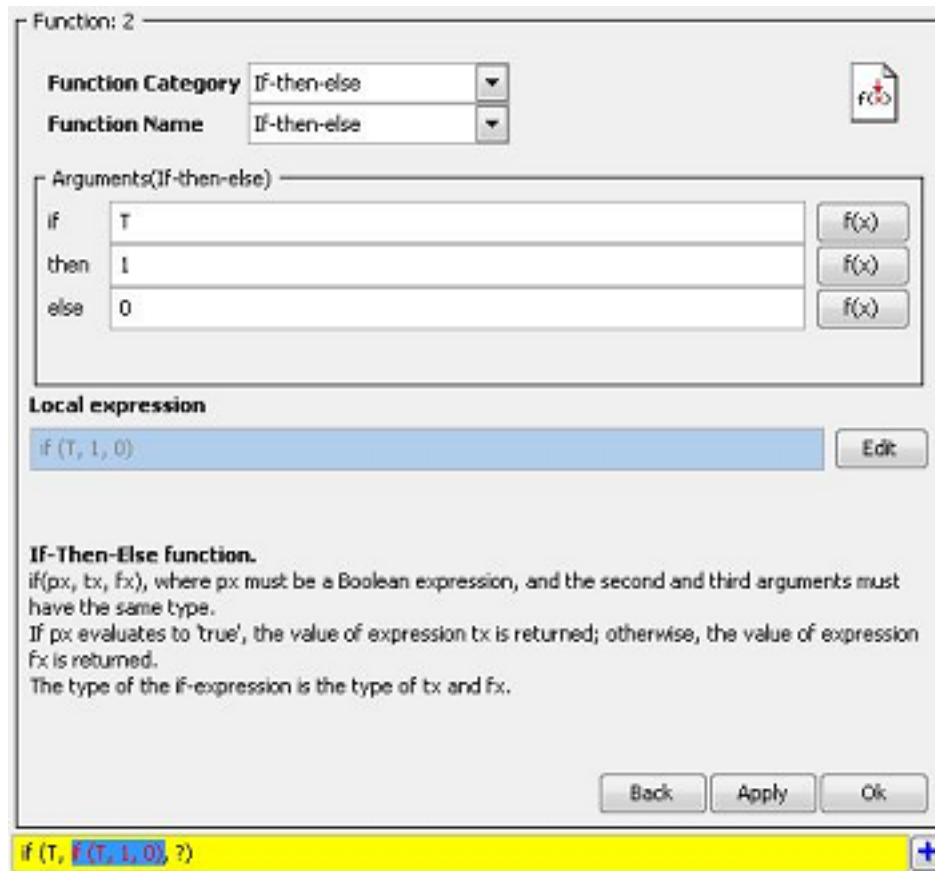 Function: 2
Function Category If-then-else
f(x)
Function Name If-then-else
Arguments(If-then-else)
if T f(x)
then 1 f(x)
else 0 f(x)
Local expression
if (T, 1, 0) Edit
If-Then-Else function.
if(px, tx, fx), where px must be a Boolean expression, and the second and third arguments must
have the same type.
If px evaluates to 'true', the value of expression tx is returned; otherwise, the value of expression
fx is returned.
The type of the if-expression is the type of tx and fx.
Back Apply Ok
if (T, if (T, 1, 0), ?) +